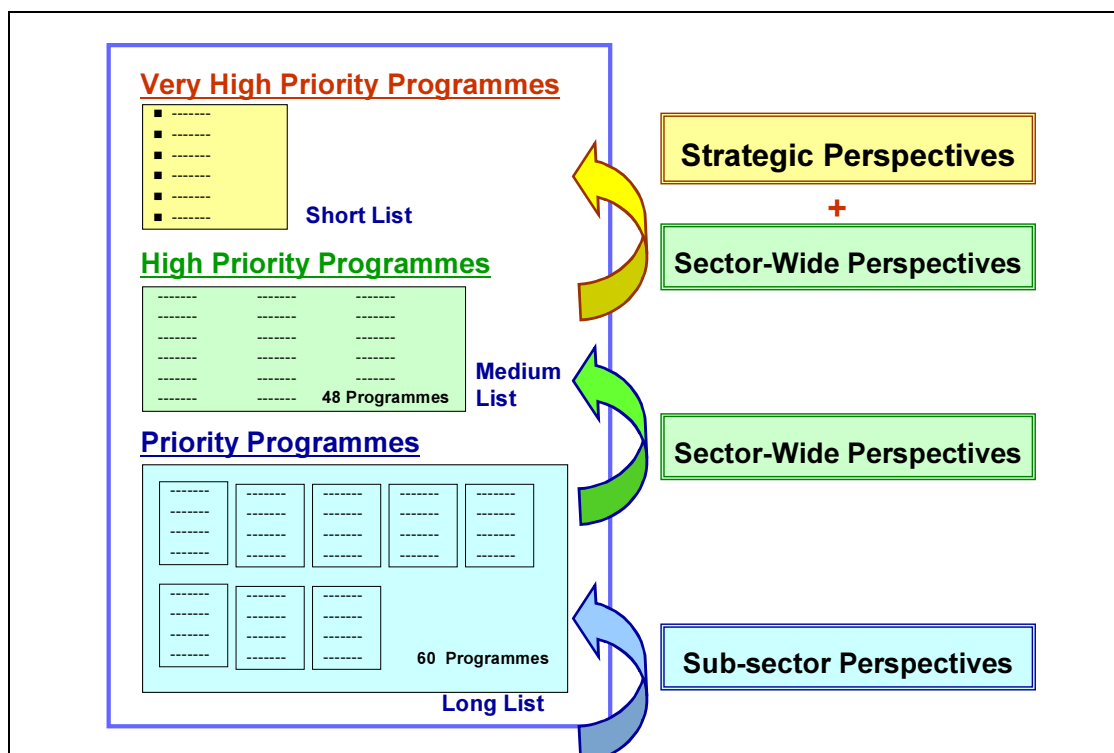 Very High Priority Programmes
■ -------
■ -------
■ -------
■ -------
■ -------
■ -------
Short List
High Priority Programmes
------- ------- -------
------- ------- -------
------- ------- -------
------- ------- -------
------- ------- -------
------- ------- 48 Programmes
Medium
List
Priority Programmes
------- ------- ------- ------- -------
------- ------- ------- ------- -------
------- ------- ------- ------- -------
------- ------- ------- ------- -------
------- ------- -------
------- ------- -------
------- ------- -------
------- ------- -------
60 Programmes
Long List
Strategic Perspectives
+
Sector-Wide Perspectives
Sector-Wide Perspectives
Sub-sector Perspectives